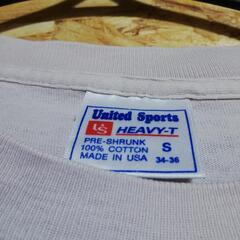 United Sports
US HEAVY-T
PRE-SHRUNK
100% COTTON S
MADE IN USA 34-36